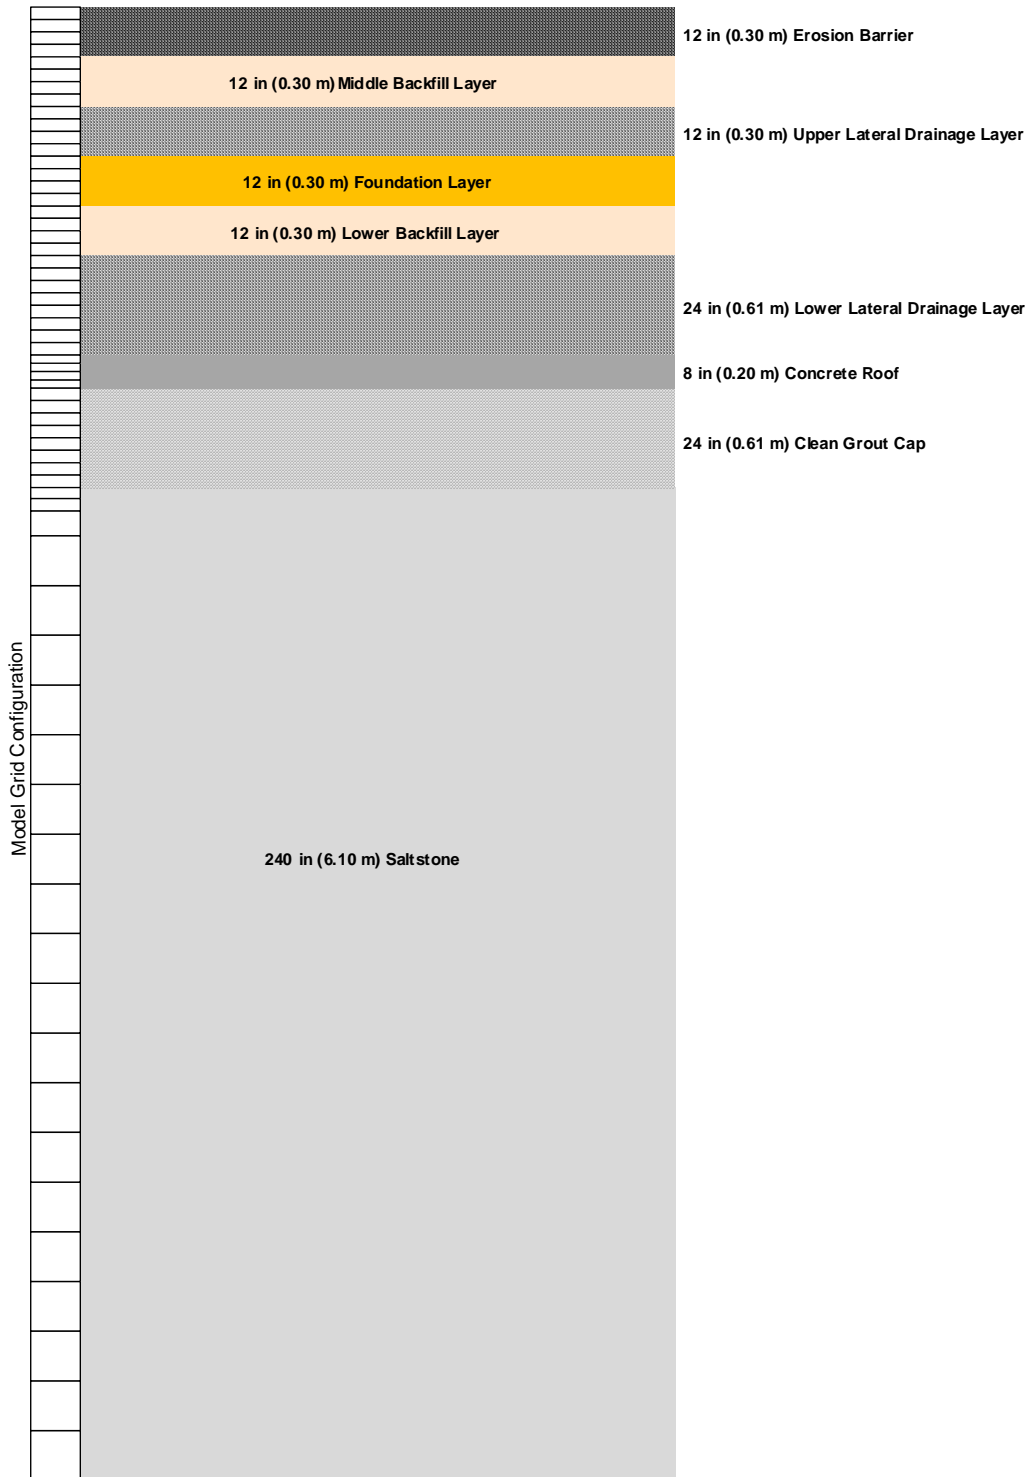 12 in (0.30 m) Erosion Barrier
12 in (0.30 m) Middle Backfill Layer
12 in (0.30 m) Upper Lateral Drainage Layer
12 in (0.30 m) Foundation Layer
12 in (0.30 m) Lower Backfill Layer
24 in (0.61 m) Lower Lateral Drainage Layer
8 in (0.20 m) Concrete Roof
24 in (0.61 m) Clean Grout Cap
Model Grid Configuration
240 in (6.10 m) Saltstone